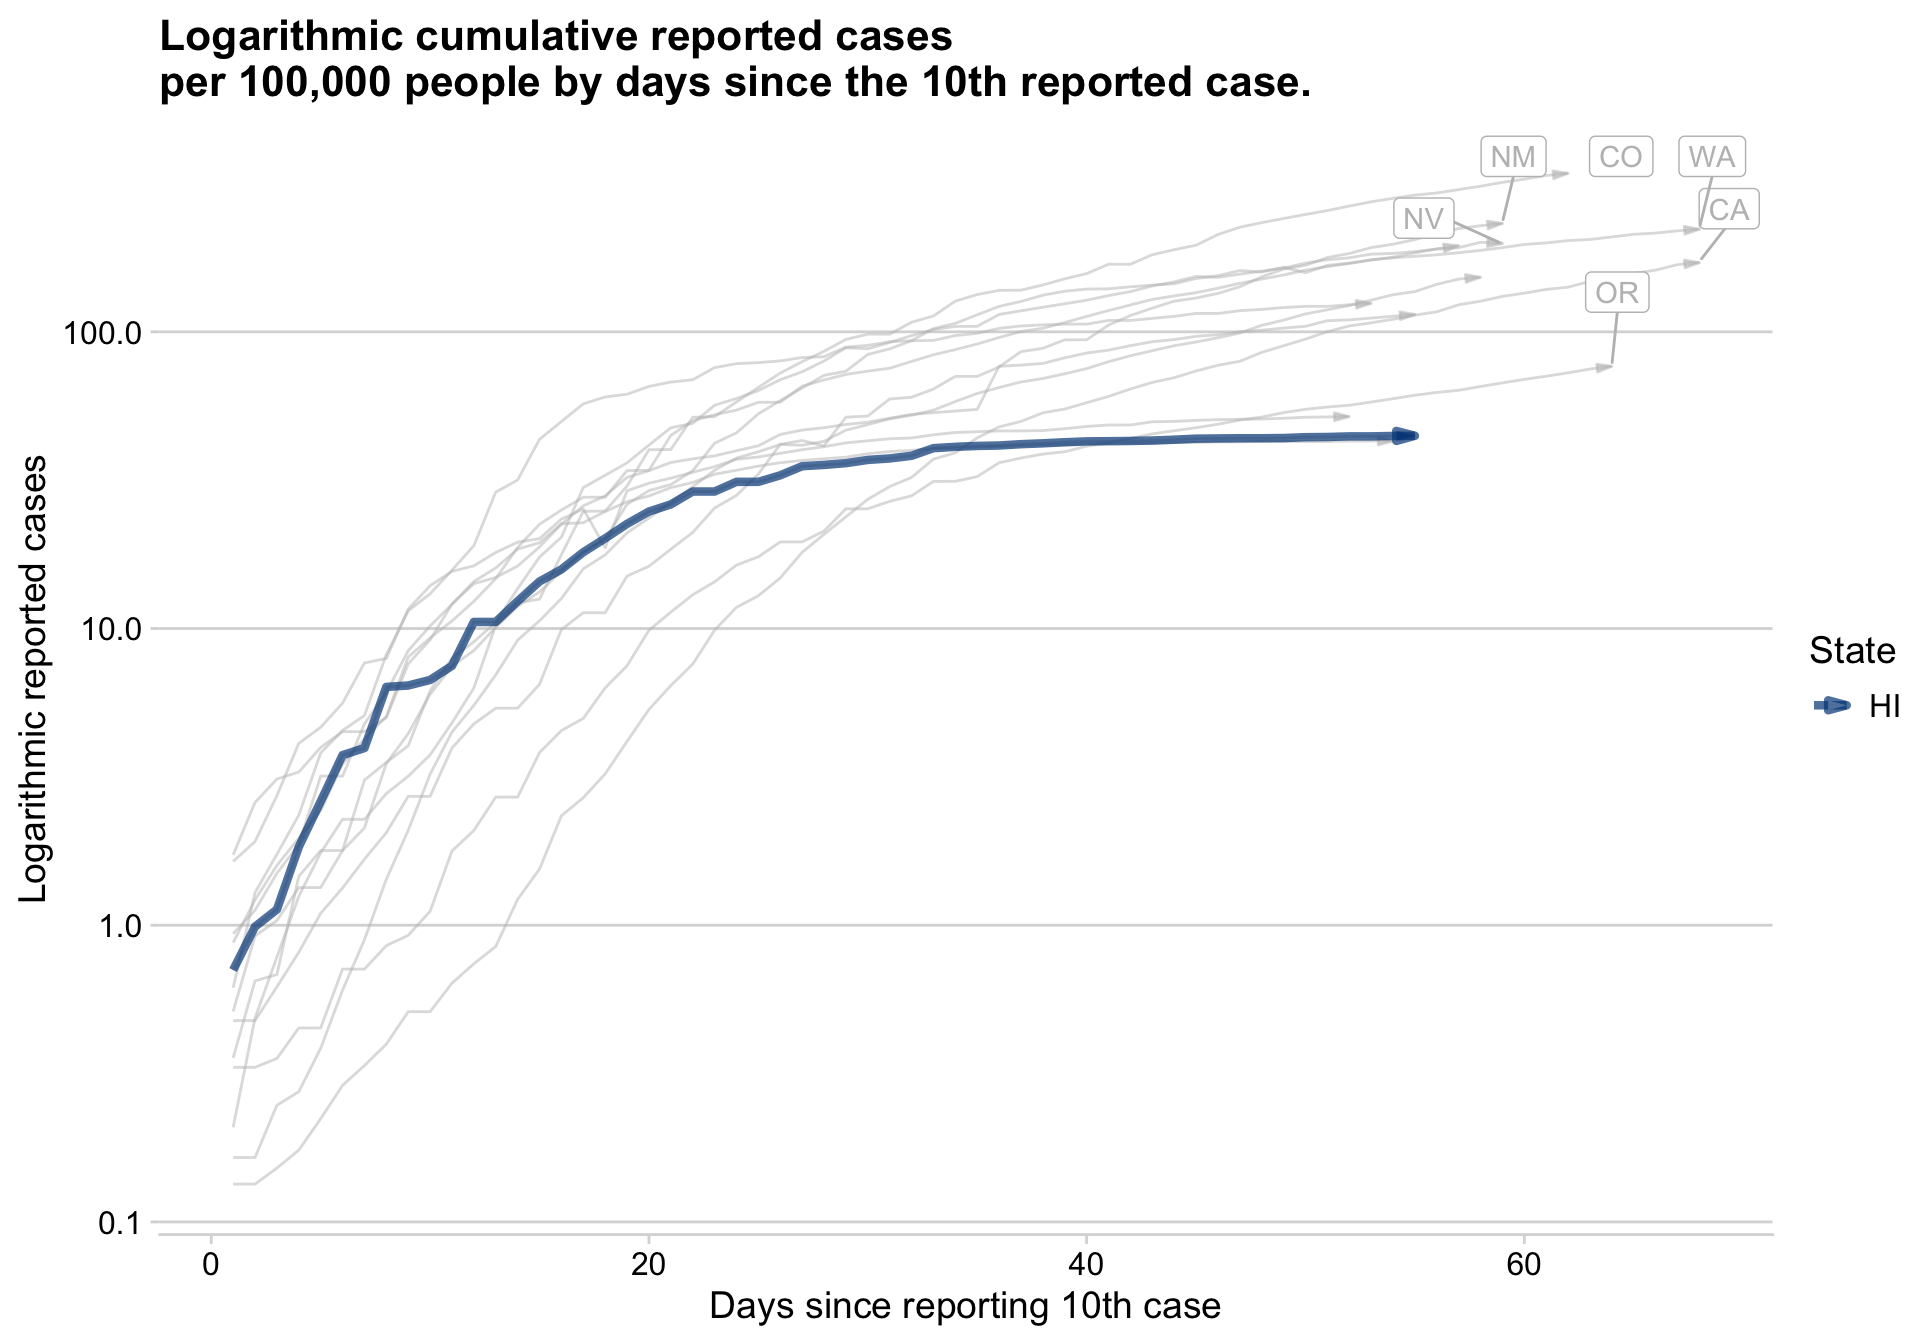 Logarithmic cumulative reported cases
per 100,000 people by days since the 10th reported case.
NM
CO
WA
NV
CA
OR
100.0
10.0
1.0
0.1
Logarithmic reported cases
0
20
40
60
Days since reporting 10th case
State
HI